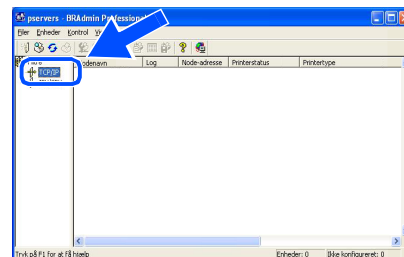 pservers - BRAdmin Professional
Filer Enheder Kontrol
Nodenavn Log Node-adresse Printerstatus Printertype
TCP/IP
Tryk på F1 for at få hjælp Enheder: 0 Ikke konfigureret: 0